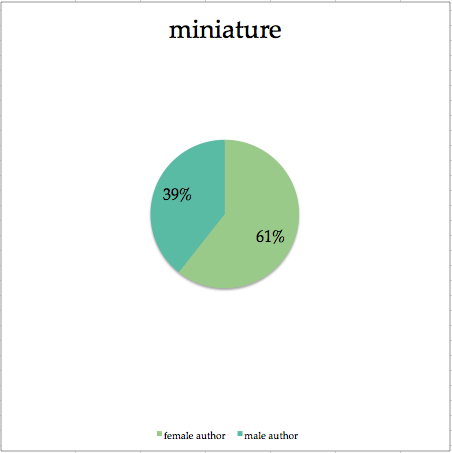 miniature
39%
61%
female author male author